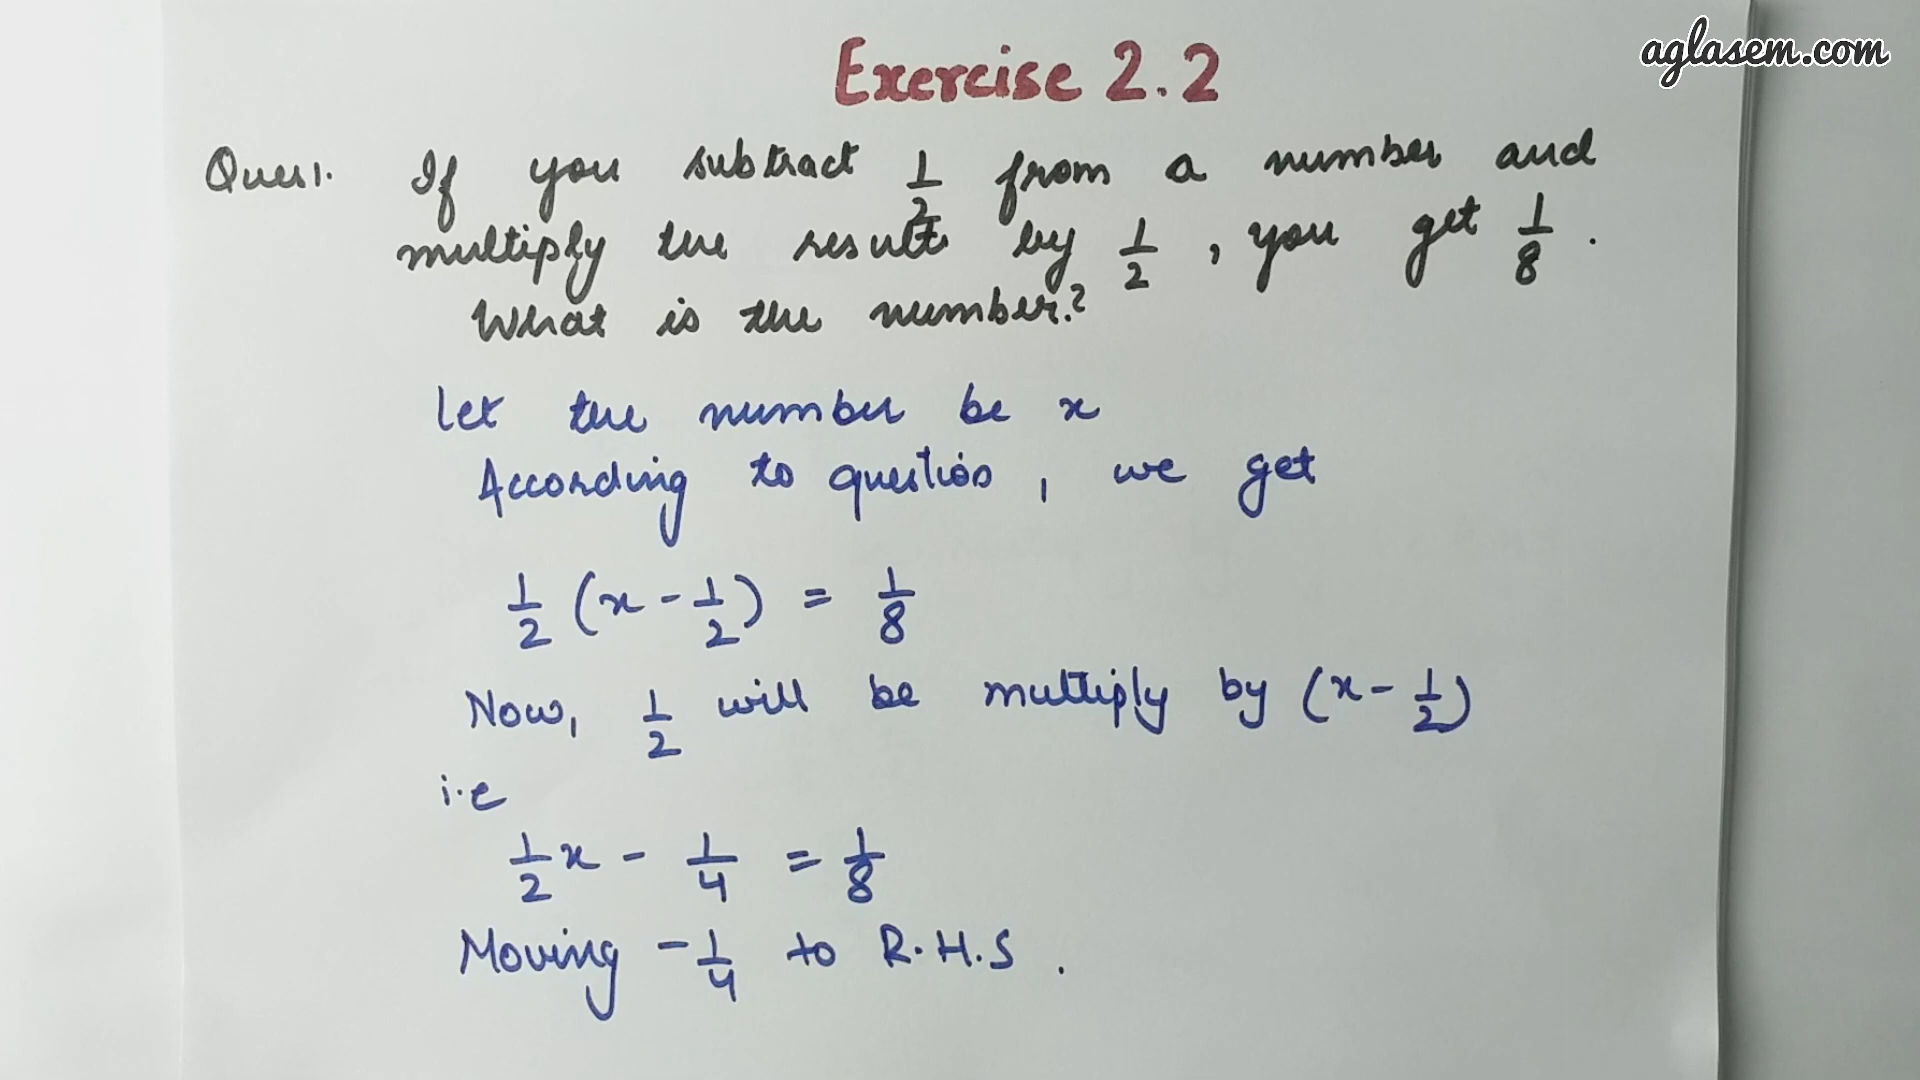 aglasem.com
Exercise 2.2
Ques1. If you subtract 1/2 from a number and
multiply the result by 1/2, you get 1/8.
What is the number?
Let the number be x
According to question, we get
1/2 (x - 1/2) = 1/8
Now, 1/2 will be multiply by (x - 1/2)
i.e
1/2 x - 1/4 = 1/8
Moving -1/4 to R.H.S.